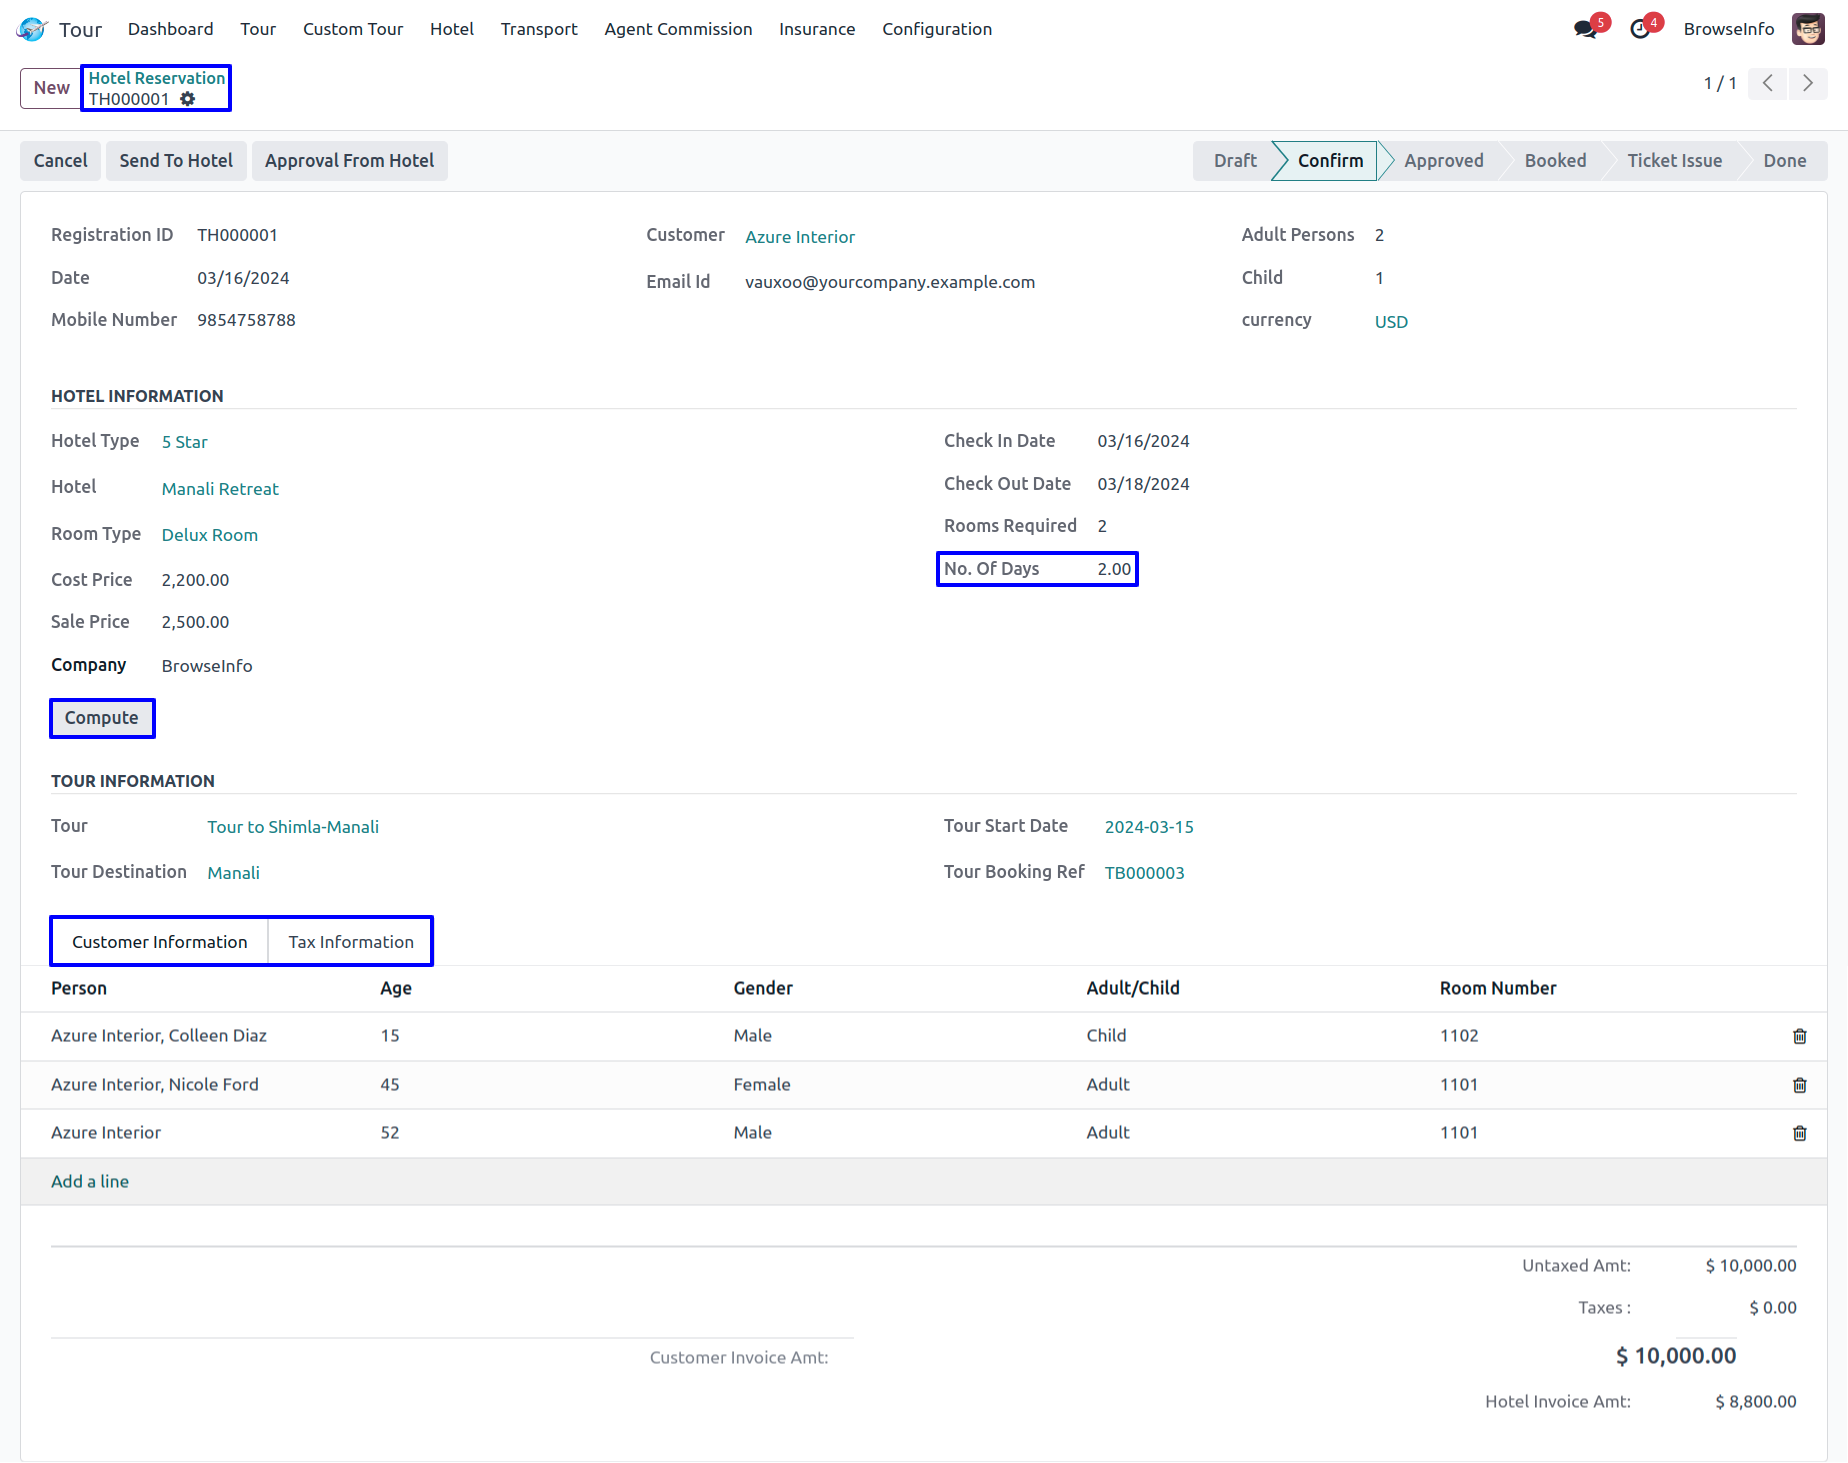 Tour Dashboard Tour Custom Tour Hotel Transport Agent Commission Insurance Configuration 5 4 BrowseInfo
New Hotel Reservation
TH000001
1 / 1
Cancel Send To Hotel Approval From Hotel Draft Confirm Approved Booked Ticket Issue Done
Registration ID TH000001 Customer Azure Interior Adult Persons 2
Date 03/16/2024 Email Id vauxoo@yourcompany.example.com Child 1
Mobile Number 9854758788 currency USD
HOTEL INFORMATION
Hotel Type 5 Star Check In Date 03/16/2024
Hotel Manali Retreat Check Out Date 03/18/2024
Room Type Delux Room Rooms Required 2
Cost Price 2,200.00 No. Of Days 2.00
Sale Price 2,500.00
Company BrowseInfo
Compute
TOUR INFORMATION
Tour Tour to Shimla-Manali Tour Start Date 2024-03-15
Tour Destination Manali Tour Booking Ref TB000003
Customer Information Tax Information
Person Age Gender Adult/Child Room Number
Azure Interior, Colleen Diaz 15 Male Child 1102
Azure Interior, Nicole Ford 45 Female Adult 1101
Azure Interior 52 Male Adult 1101
Add a line
Untaxed Amt: $ 10,000.00
Taxes : $ 0.00
Customer Invoice Amt: $ 10,000.00
Hotel Invoice Amt: $ 8,800.00